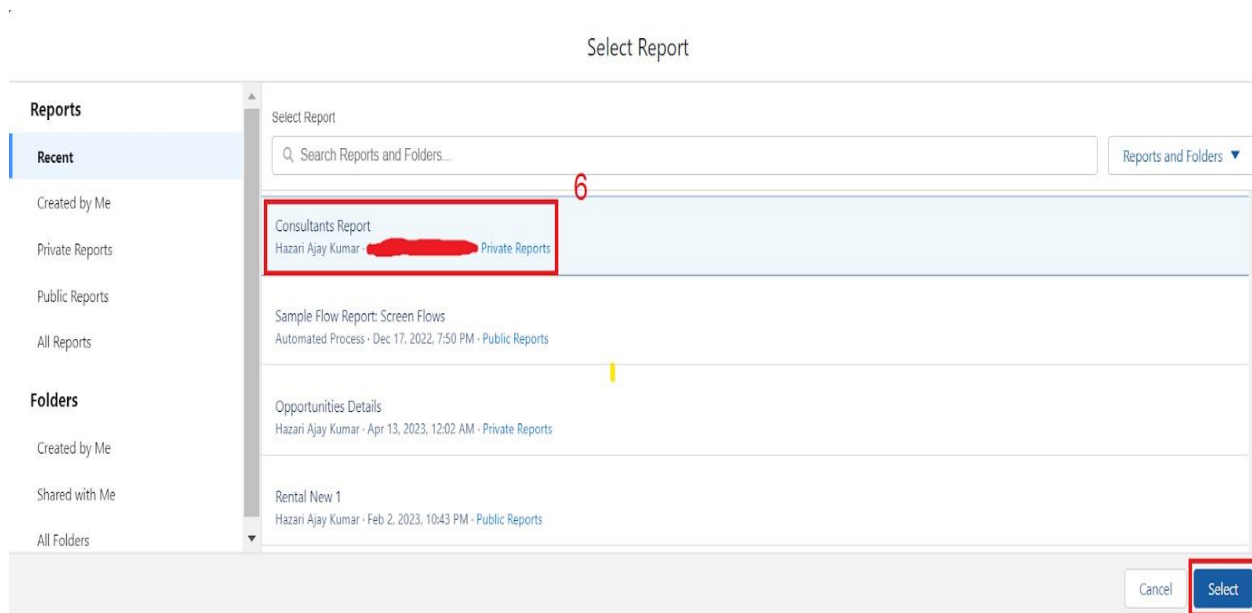 Select Report
Reports
Recent
Created by Me
Private Reports
Public Reports
All Reports
Folders
Created by Me
Shared with Me
All Folders
Select Report
Search Reports and Folders...
Reports and Folders
6
Consultants Report
Hazari Ajay Kumar · Private Reports
Sample Flow Report: Screen Flows
Automated Process · Dec 17, 2022, 7:50 PM · Public Reports
Opportunities Details
Hazari Ajay Kumar · Apr 13, 2023, 12:02 AM · Private Reports
Rental New 1
Hazari Ajay Kumar · Feb 2, 2023, 10:43 PM · Public Reports
Cancel
Select